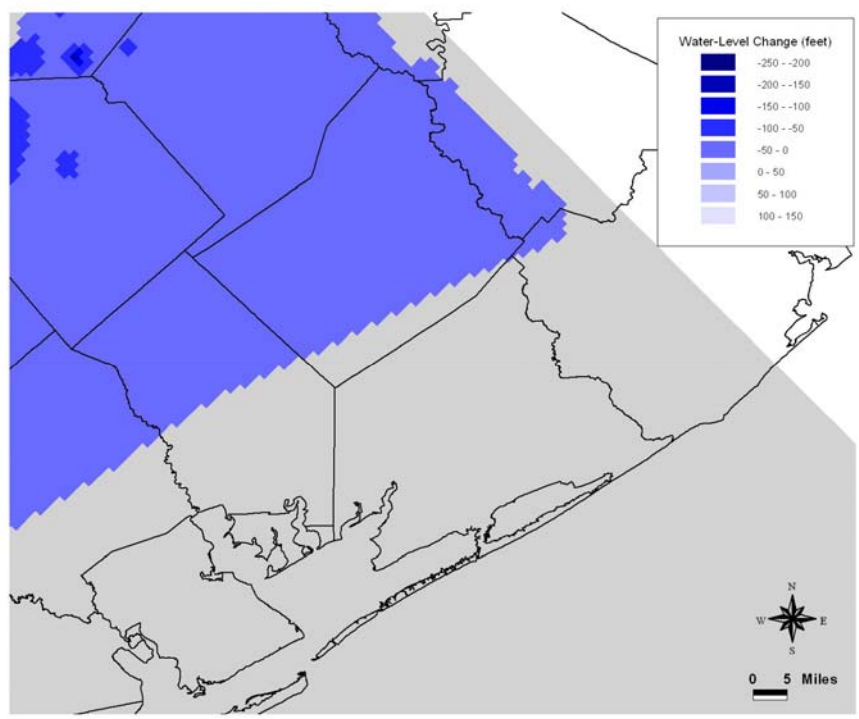 Water-Level Change (feet)
-250 - -200
-200 - -150
-150 - -100
-100 - -50
-50 - 0
0 - 50
50 - 100
100 - 150
N
W E
S
0 5 Miles